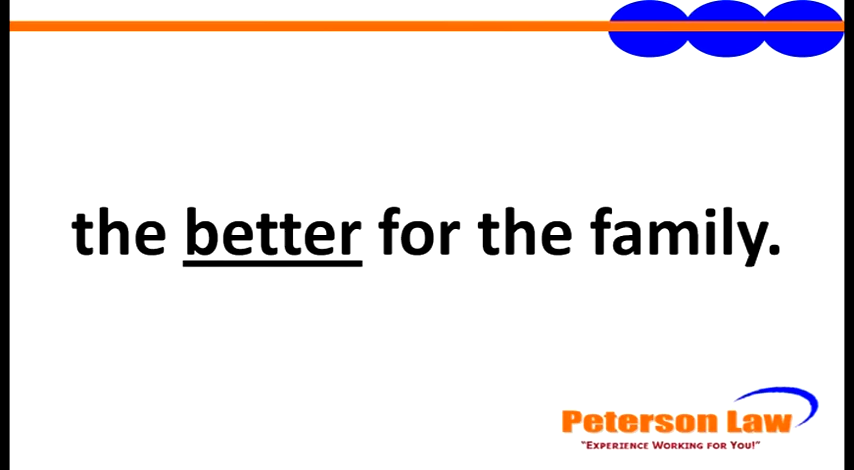 the better for the family.
Peterson Law
"Experience Working for You!"